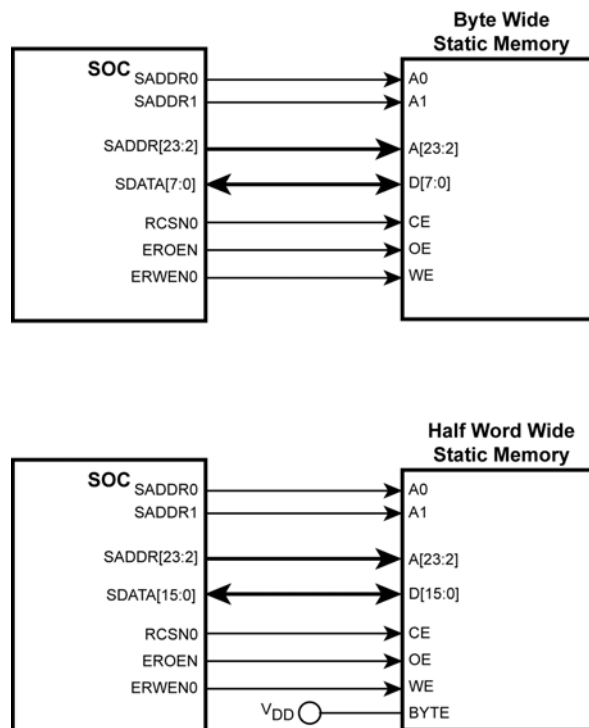 Byte Wide
Static Memory
SOC
SADDR0 A0
SADDR1 A1
SADDR[23:2] A[23:2]
SDATA[7:0] D[7:0]
RCSN0 CE
EROEN OE
ERWEN0 WE
Half Word Wide
Static Memory
SOC
SADDR0 A0
SADDR1 A1
SADDR[23:2] A[23:2]
SDATA[15:0] D[15:0]
RCSN0 CE
EROEN OE
ERWEN0 WE
VDD BYTE